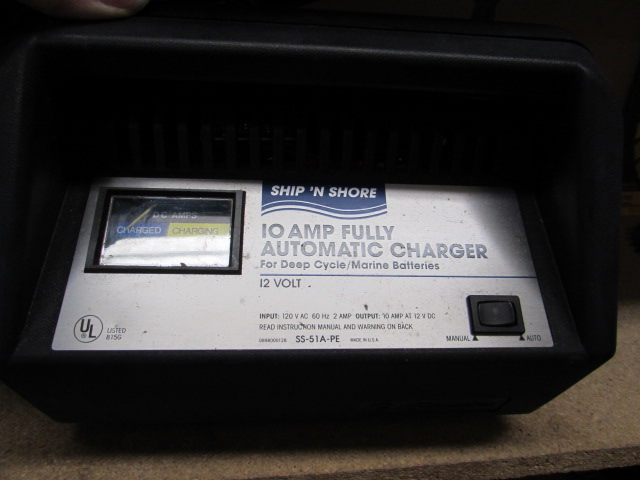 SHIP 'N SHORE
DC AMPS
CHARGED CHARGING
10 AMP FULLY
AUTOMATIC CHARGER
For Deep Cycle/Marine Batteries
12 VOLT
INPUT: 120 V AC 60 Hz 2 AMP OUTPUT: 10 AMP AT 12 V DC
READ INSTRUCTION MANUAL AND WARNING ON BACK
SS-51A-PE MADE IN U.S.A.
UL
LISTED
875G
MANUAL AUTO